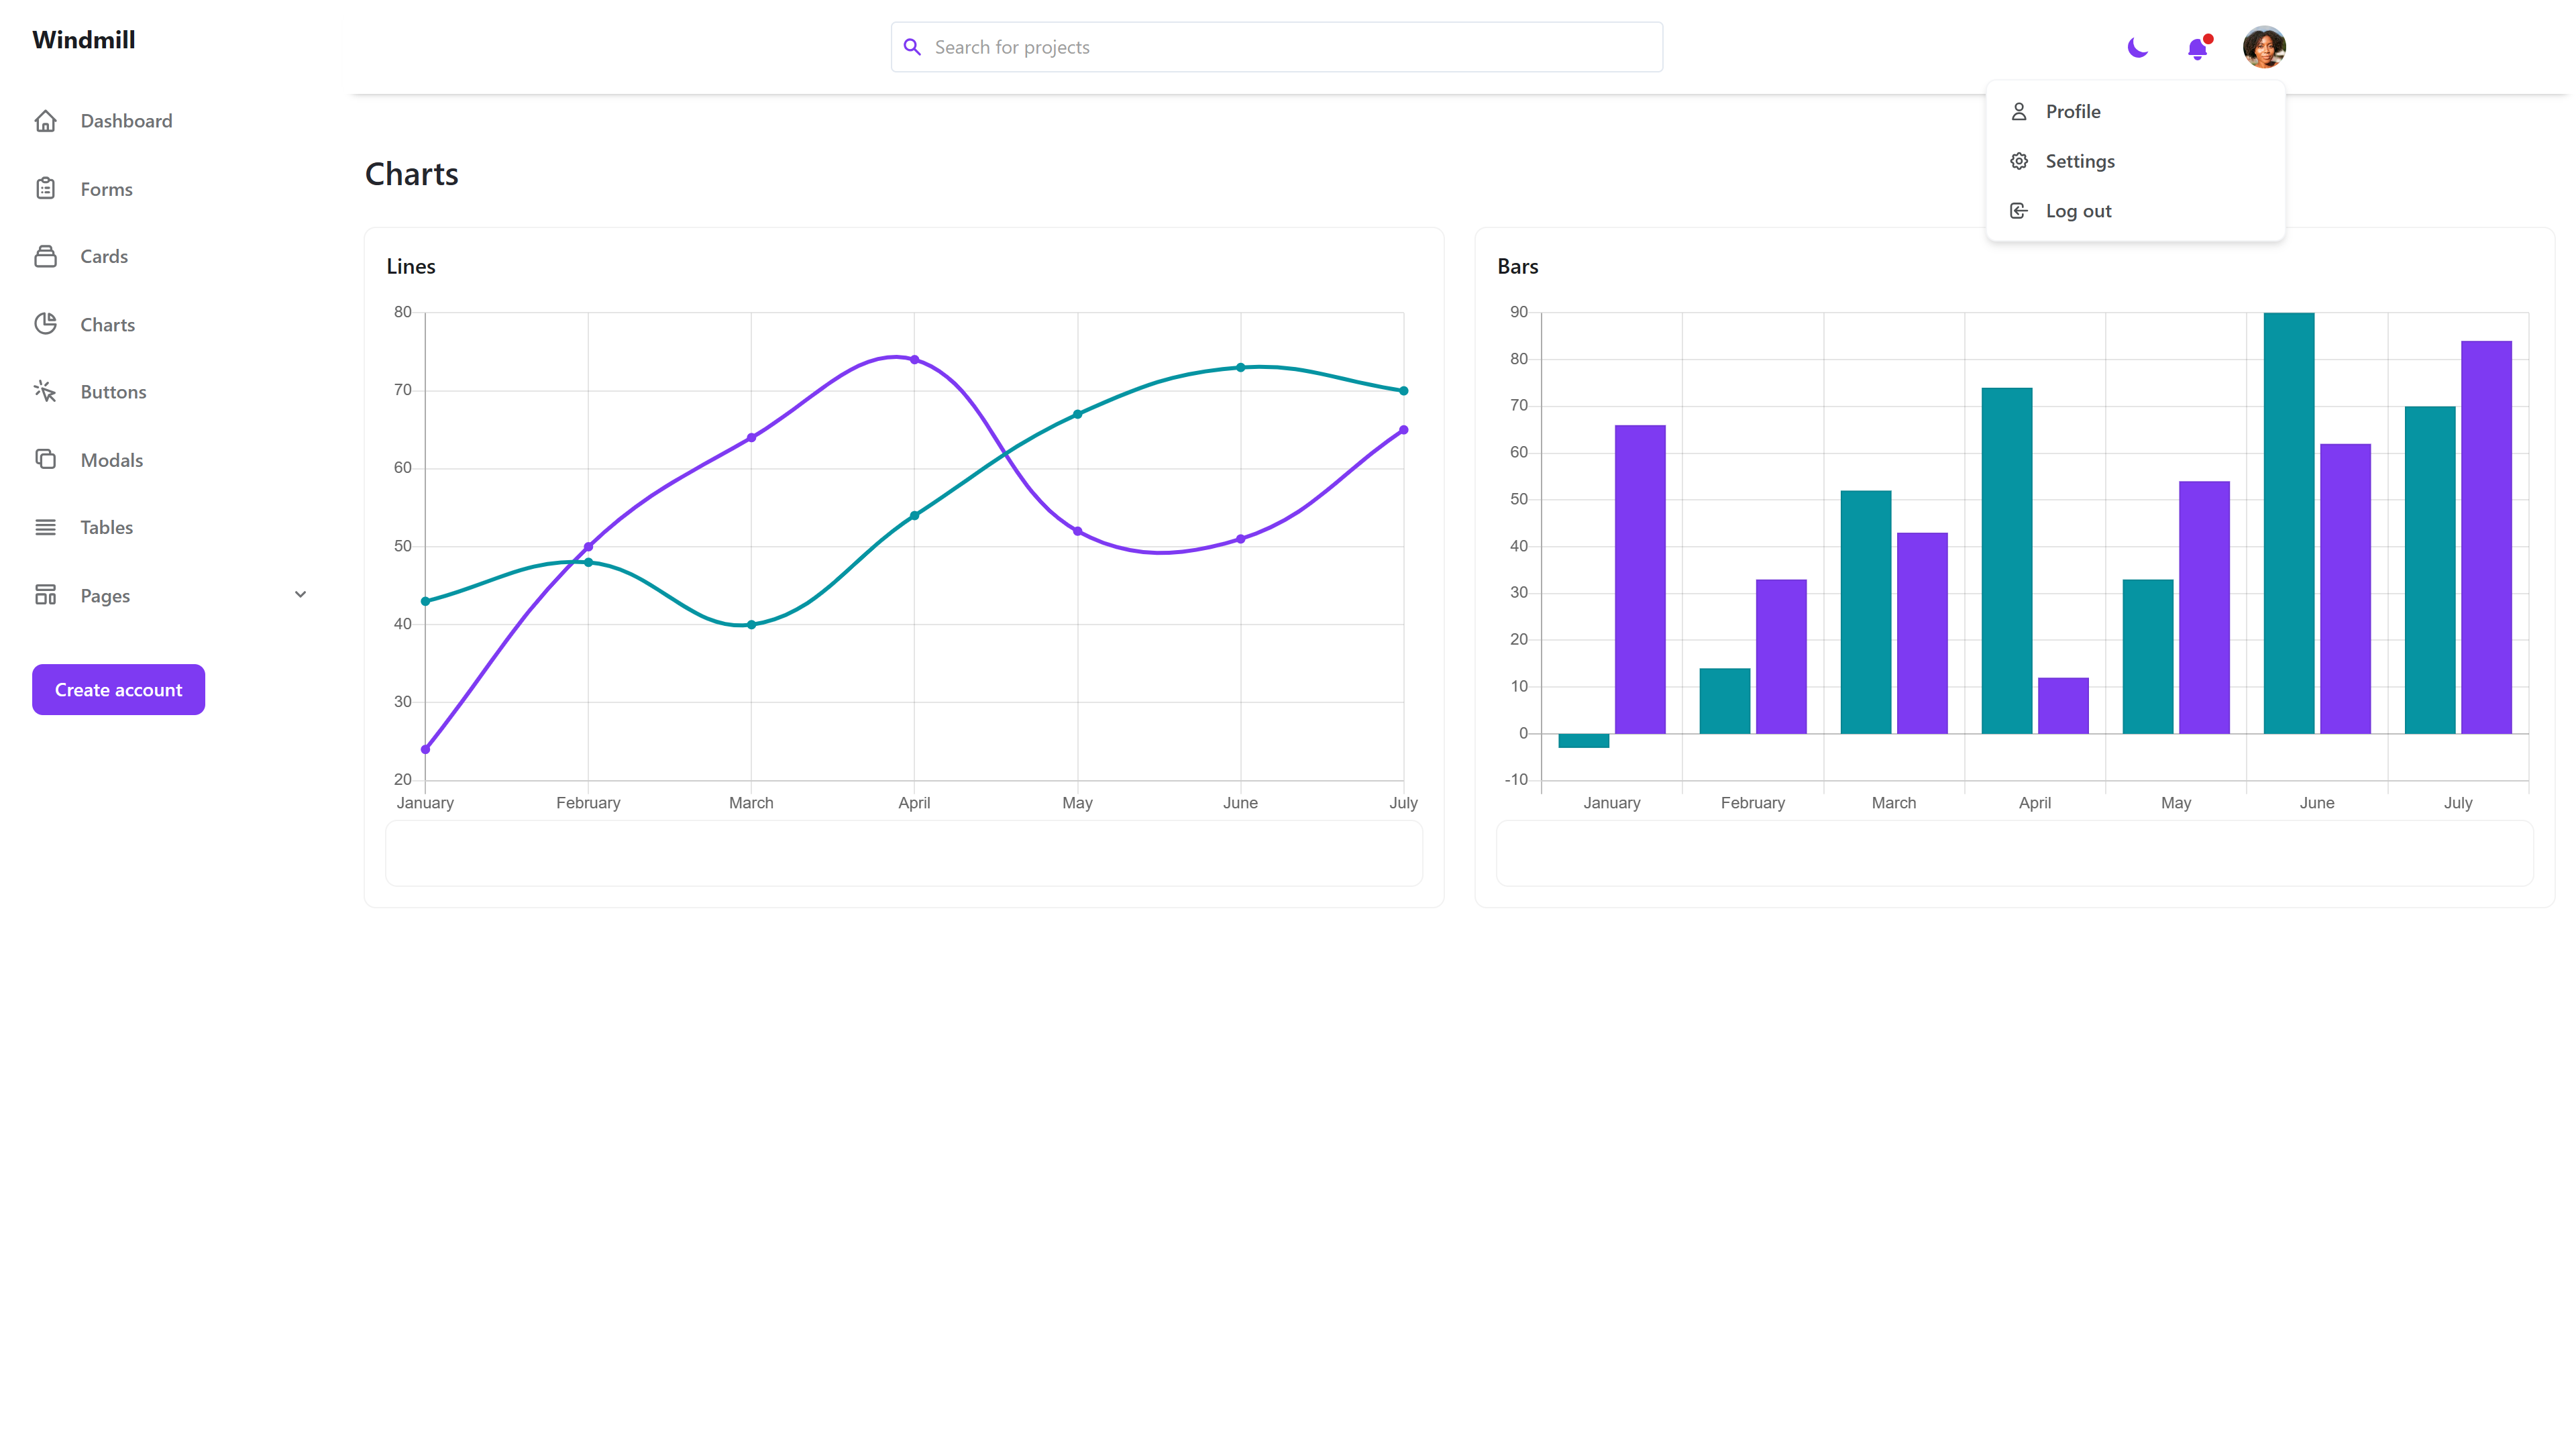 Windmill
Search for projects
Dashboard
Forms
Cards
Charts
Buttons
Modals
Tables
Pages
Create account
Profile
Settings
Log out
Charts
Lines
80
70
60
50
40
30
20
January February March April May June July
Bars
90
80
70
60
50
40
30
20
10
0
-10
January February March April May June July